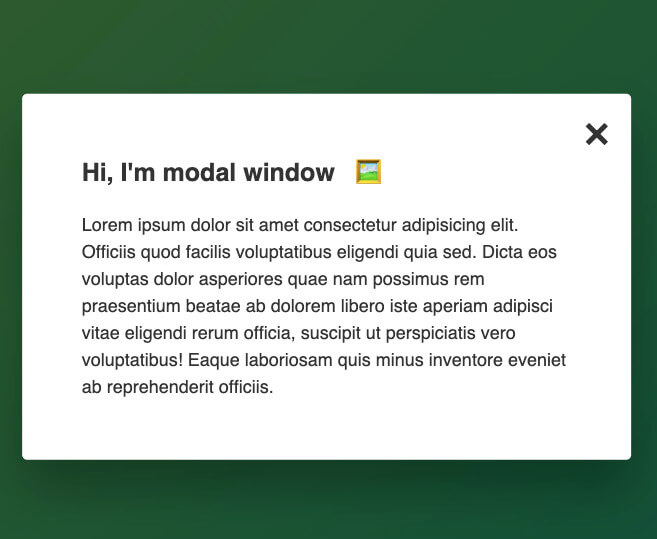 Hi, I'm modal window 🖼️
Lorem ipsum dolor sit amet consectetur adipisicing elit.
Officiis quod facilis voluptatibus eligendi quia sed. Dicta eos
voluptas dolor asperiores quae nam possimus rem
praesentium beatae ab dolorem libero iste aperiam adipisci
vitae eligendi rerum officia, suscipit ut perspiciatis vero
voluptatibus! Eaque laboriosam quis minus inventore eveniet
ab reprehenderit officiis.